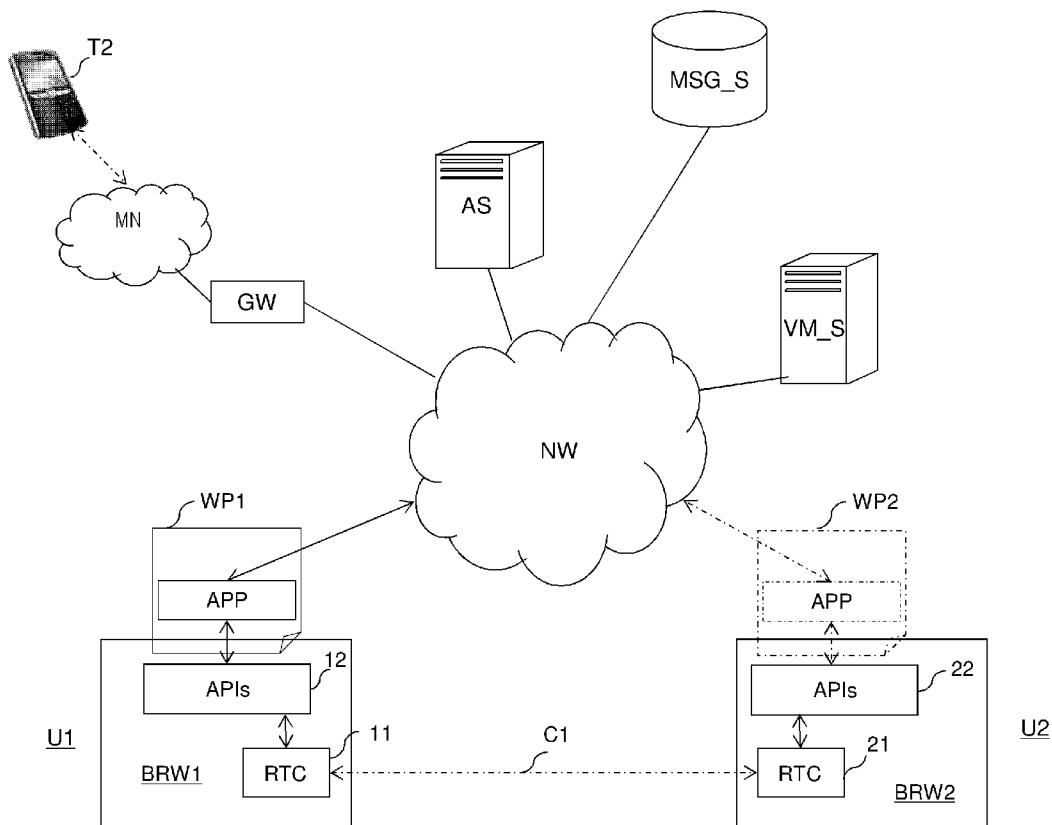 T2
MSG_S
AS
MN
GW
VM_S
NW
WP1
WP2
APP
APP
12
22
APIs
APIs
U1
11
C1
21
U2
BRW1
RTC
RTC
BRW2